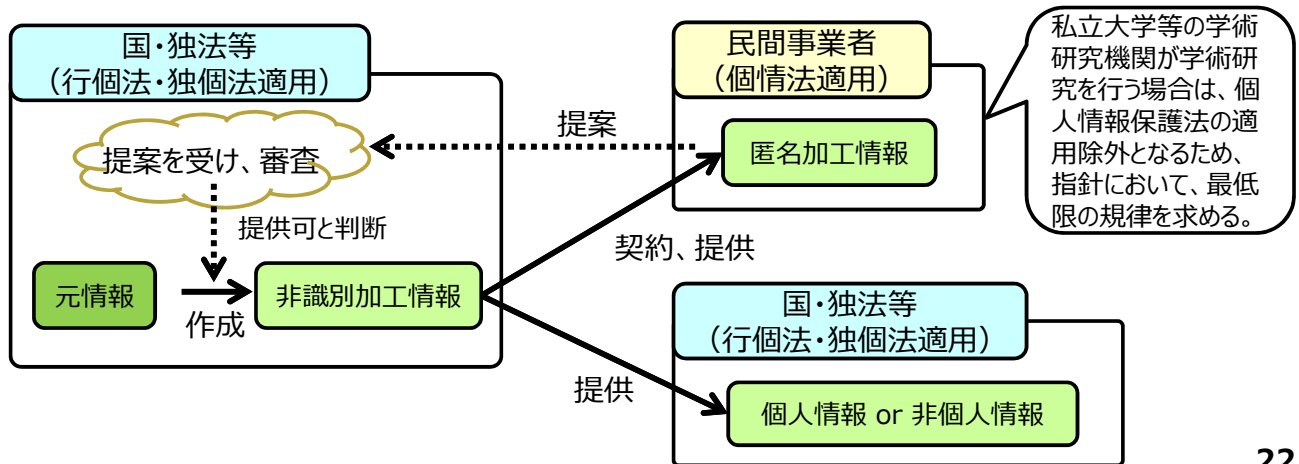 国・独法等
（行個法・独個法適用）
提案を受け、審査
提供可と判断
元情報
作成
非識別加工情報
提案
民間事業者
（個情法適用）
匿名加工情報
私立大学等の学術
研究機関が学術研
究を行う場合は、個
人情報保護法の適
用除外となるため、
指針において、最低
限の規律を求める。
契約、提供
提供
国・独法等
（行個法・独個法適用）
個人情報 or 非個人情報
22